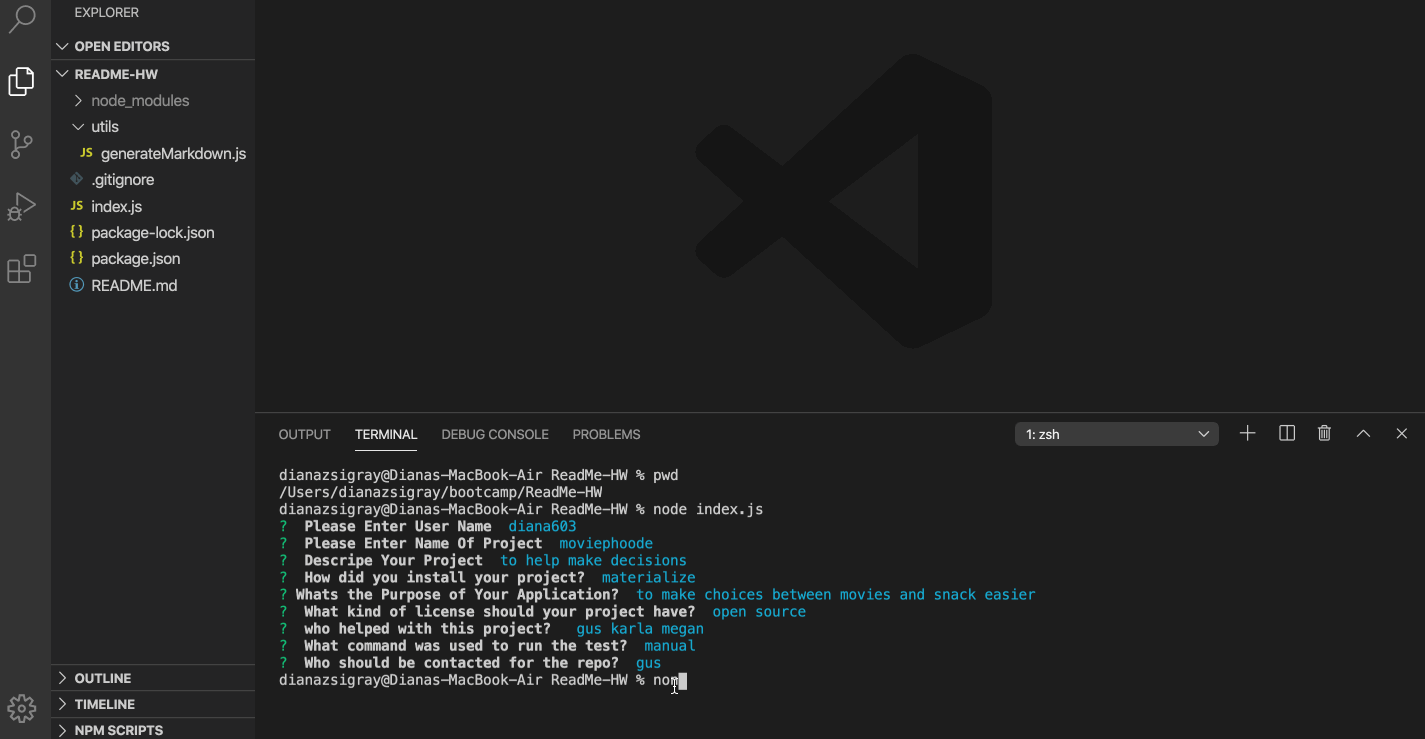 EXPLORER
OPEN EDITORS
README-HW
node_modules
utils
JS generateMarkdown.js
.gitignore
JS index.js
{} package-lock.json
{} package.json
README.md
OUTLINE
TIMELINE
NPM SCRIPTS
OUTPUT TERMINAL DEBUG CONSOLE PROBLEMS 1: zsh
dianazsigray@Dianas-MacBook-Air ReadMe-HW % pwd
/Users/dianazsigray/bootcamp/ReadMe-HW
dianazsigray@Dianas-MacBook-Air ReadMe-HW % node index.js
? Please Enter User Name diana603
? Please Enter Name Of Project moviephoode
? Descripe Your Project to help make decisions
? How did you install your project? materialize
? Whats the Purpose of Your Application? to make choices between movies and snack easier
? What kind of license should your project have? open source
? who helped with this project? gus karla megan
? What command was used to run the test? manual
? Who should be contacted for the repo? gus
dianazsigray@Dianas-MacBook-Air ReadMe-HW %